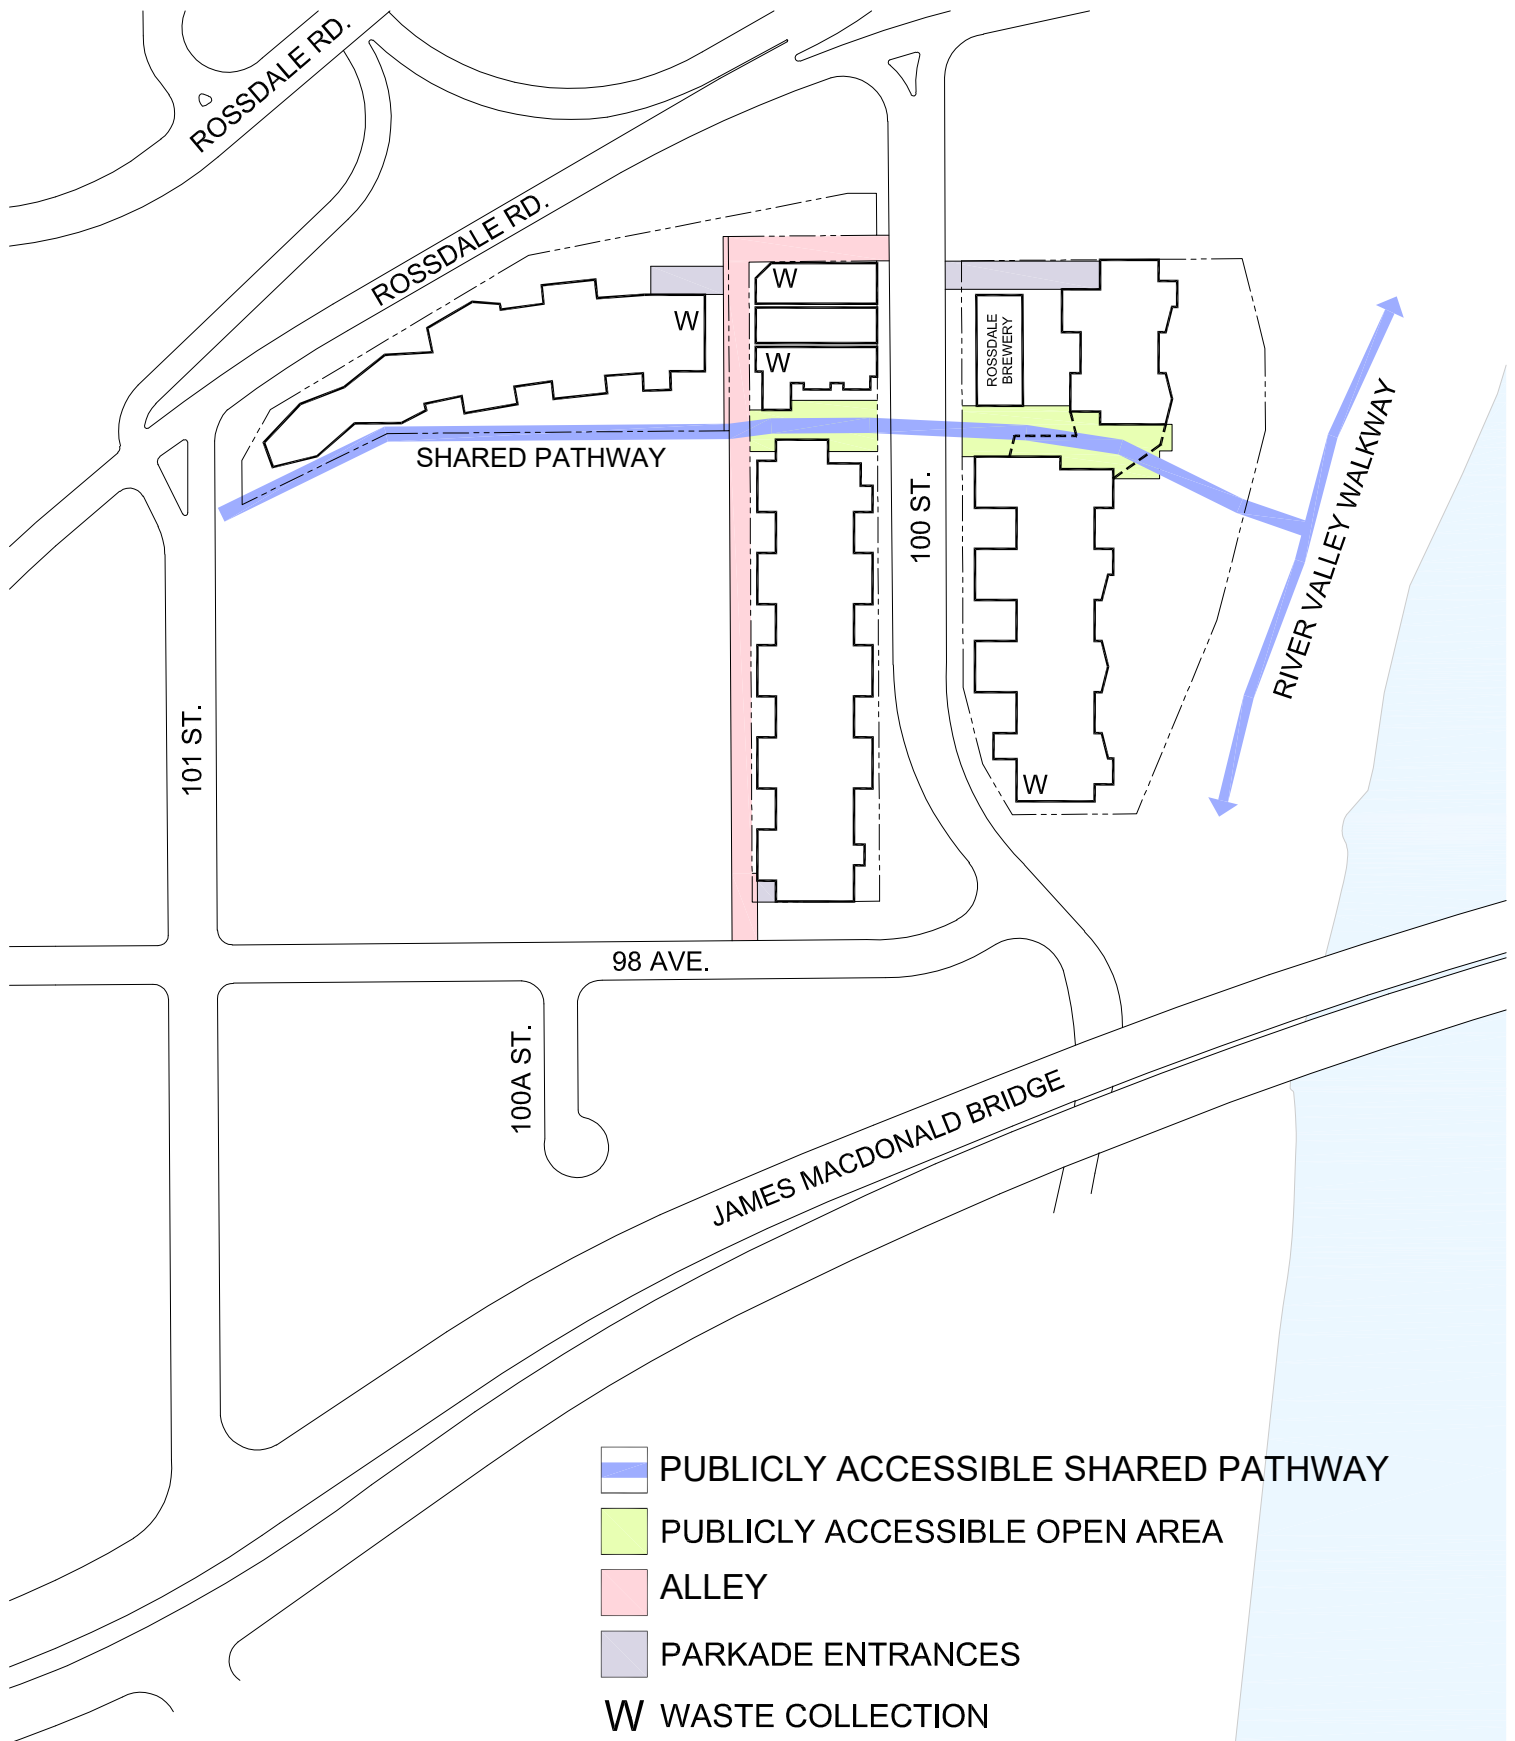 ROSSDALE RD.
ROSSDALE RD.
W
W
W
ROSSDALE
BREWERY
SHARED PATHWAY
100 ST.
RIVER VALLEY WALKWAY
101 ST.
W
98 AVE.
100A ST.
JAMES MACDONALD BRIDGE
PUBLICLY ACCESSIBLE SHARED PATHWAY
PUBLICLY ACCESSIBLE OPEN AREA
ALLEY
PARKADE ENTRANCES
W WASTE COLLECTION